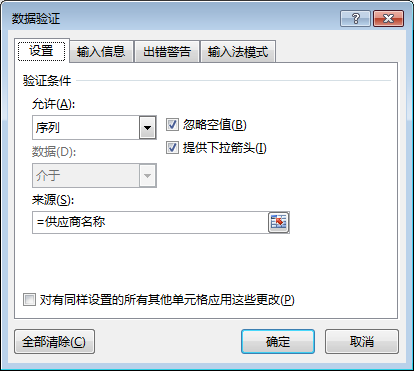 数据验证
设置 输入信息 出错警告 输入法模式
验证条件
允许(A):
序列
忽略空值(B)
数据(D):
提供下拉箭头(I)
介于
来源(S):
=供应商名称
对有同样设置的所有其他单元格应用这些更改(P)
全部清除(C) 确定 取消